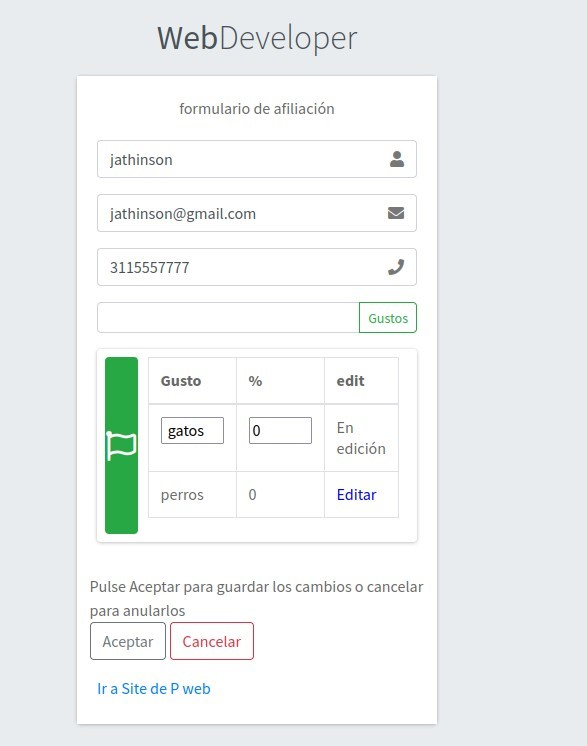 WebDeveloper
formulario de afiliación
jathinson
jathinson@gmail.com
3115557777
Gustos
Gusto % edit
gatos 0 En
edición
perros 0 Editar
Pulse Aceptar para guardar los cambios o cancelar
para anularlos
Aceptar Cancelar
Ir a Site de P web